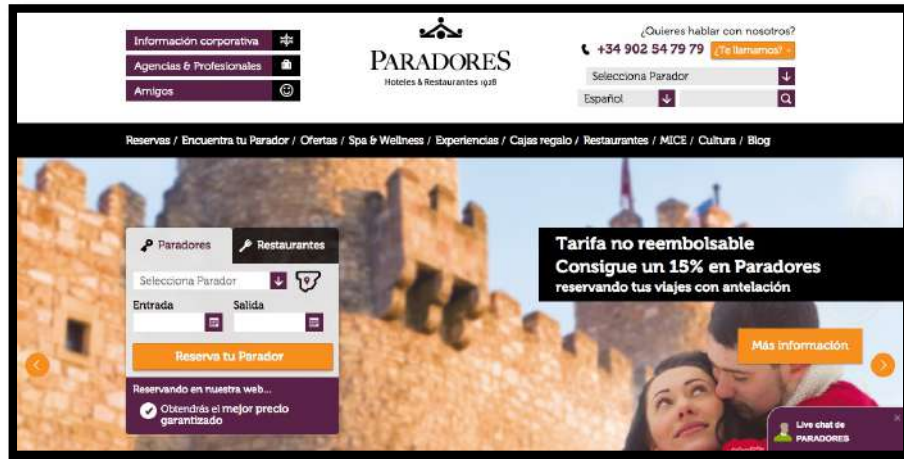 Información corporativa
Agencias & Profesionales
Amigos
PARADORES
Hoteles & Restaurantes 1928
¿Quieres hablar con nosotros?
+34 902 54 79 79 ¿Te llamamos?
Selecciona Parador
Español
Reservas / Encuentra tu Parador / Ofertas / Spa & Wellness / Experiencias / Cajas regalo / Restaurantes / MICE / Cultura / Blog
Paradores Restaurantes
Selecciona Parador
Entrada Salida
Reserva tu Parador
Reservando en nuestra web...
Obtendrás el mejor precio
garantizado
Tarifa no reembolsable
Consigue un 15% en Paradores
reservando tus viajes con antelación
Más información
Live chat de
PARADORES